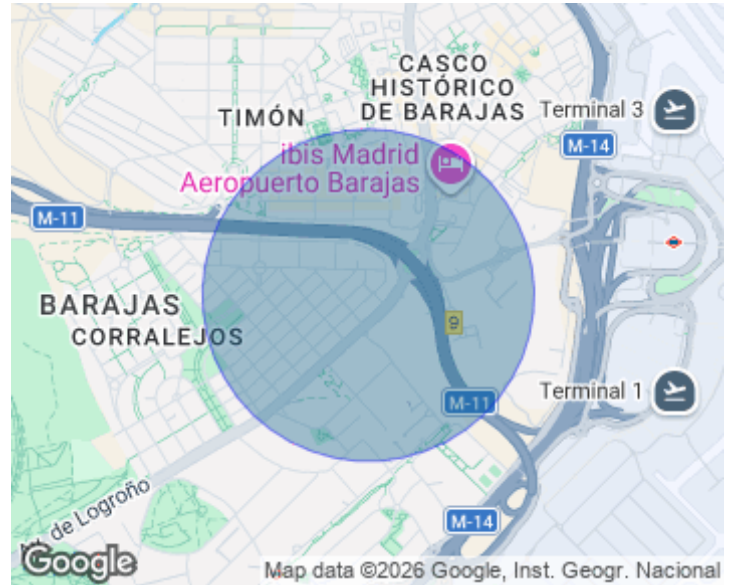 CASCO
HISTÓRICO
DE BARAJAS
TIMÓN
Terminal 3
M-14
ibis Madrid
Aeropuerto Barajas
M-11
BARAJAS
CORRALEJOS
9
Terminal 1
M-11
de Logroño
M-14
Google
Map data ©2026 Google, Inst. Geogr. Nacional